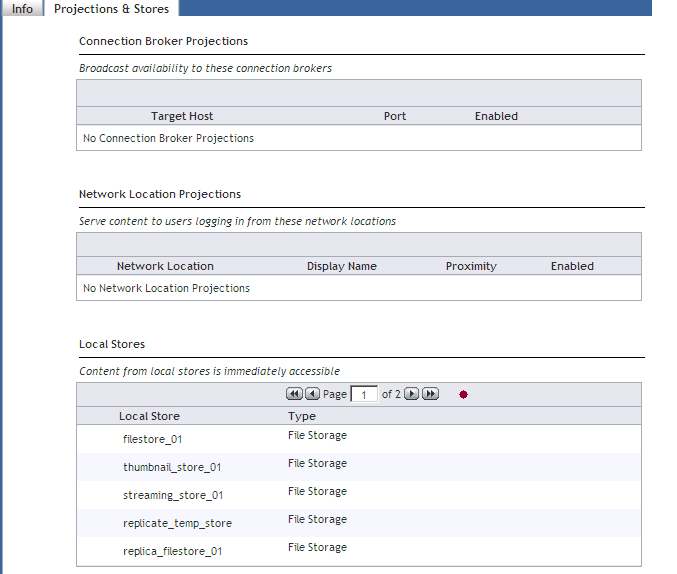 Info Projections & Stores
Connection Broker Projections
Broadcast availability to these connection brokers
Target Host Port Enabled
No Connection Broker Projections
Network Location Projections
Serve content to users logging in from these network locations
Network Location Display Name Proximity Enabled
No Network Location Projections
Local Stores
Content from local stores is immediately accessible
Page 1 of 2
Local Store Type
filestore_01 File Storage
thumbnail_store_01 File Storage
streaming_store_01 File Storage
replicate_temp_store File Storage
replica_filestore_01 File Storage